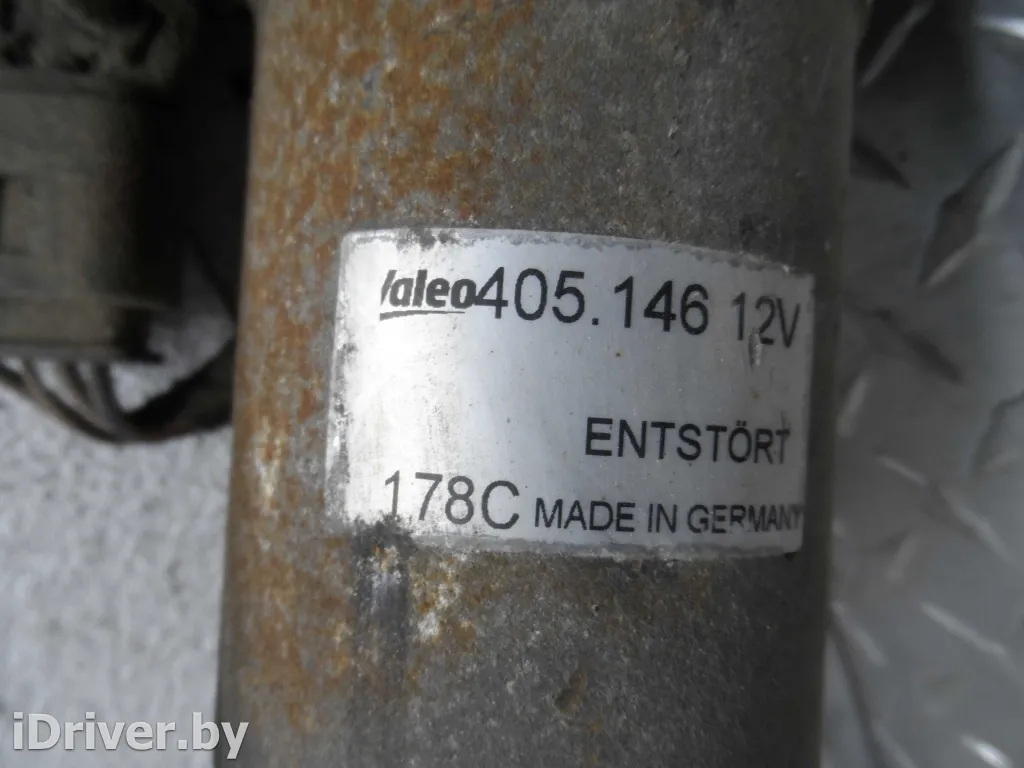 Valeo 405.146 12V
ENTSTÖRT
178C MADE IN GERMANY
iDriver.by